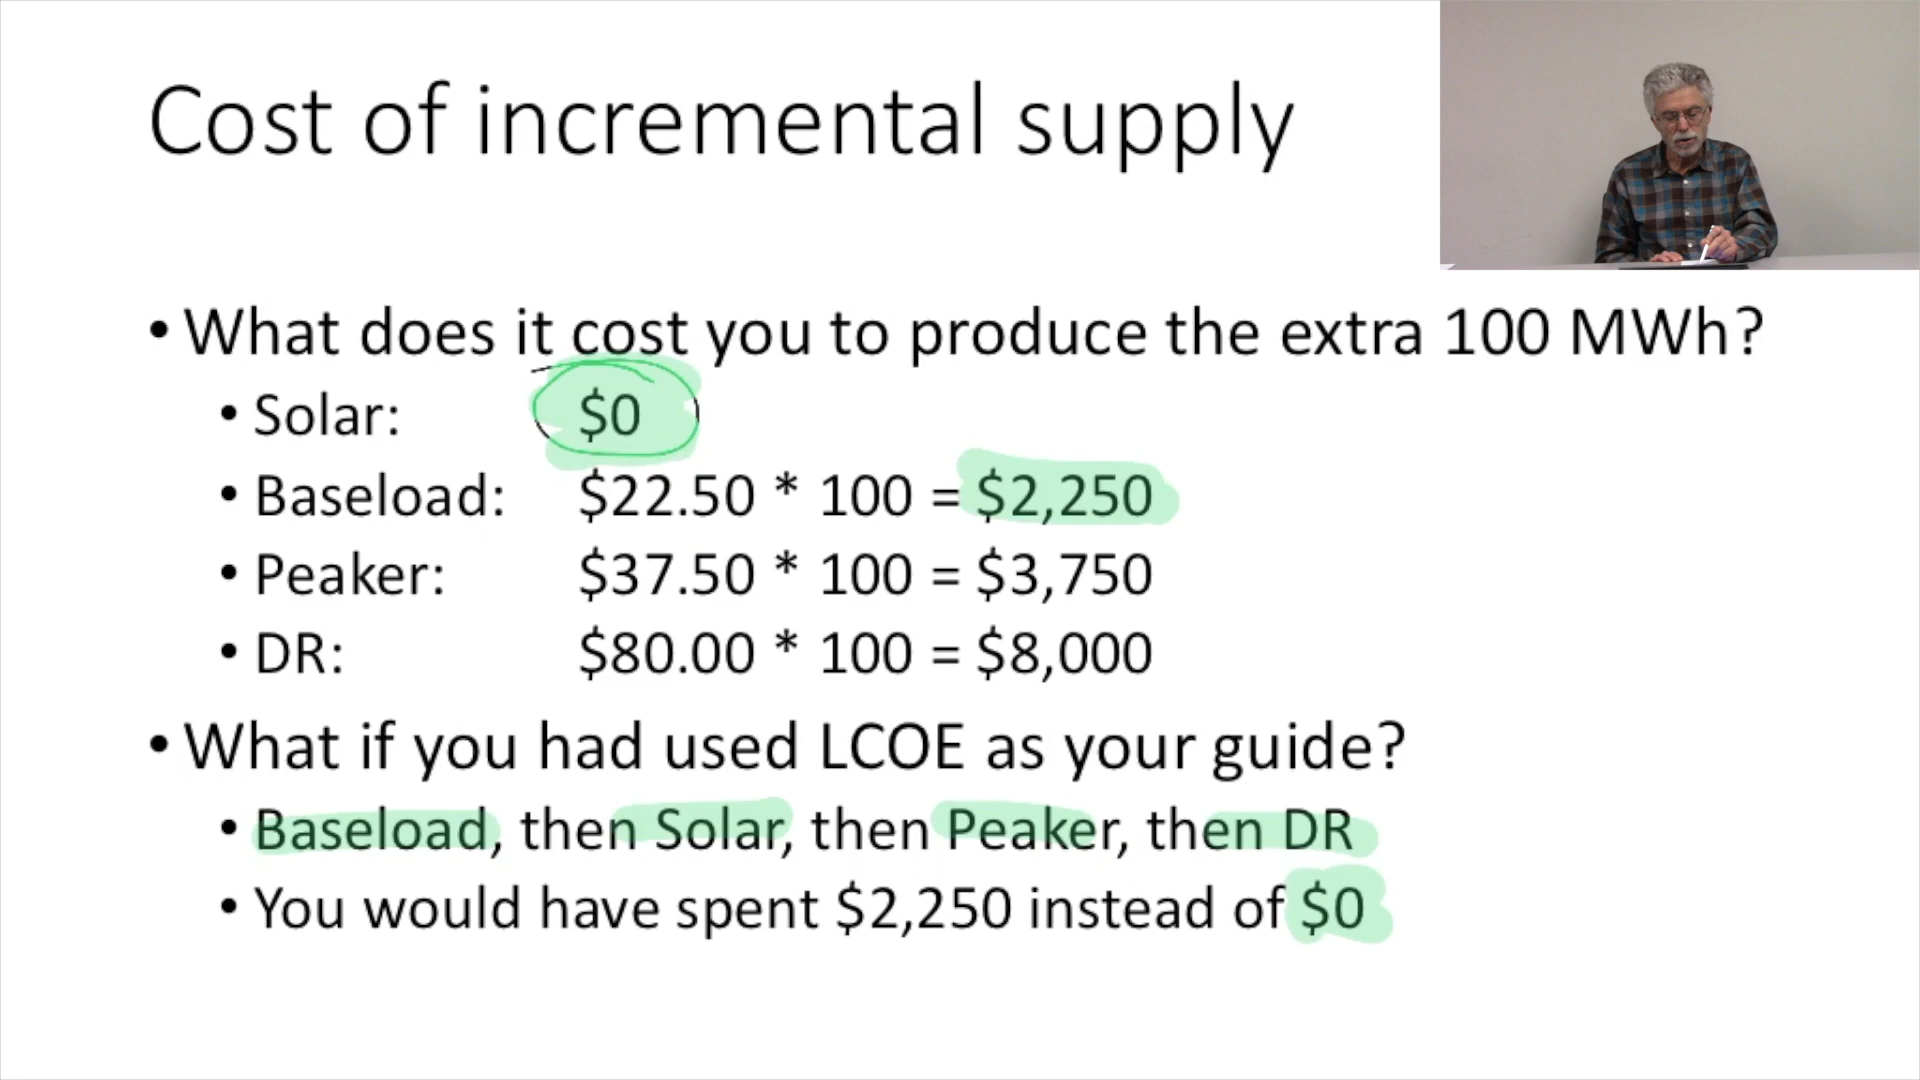 Cost of incremental supply
• What does it cost you to produce the extra 100 MWh?
• Solar: $0
• Baseload: $22.50 * 100 = $2,250
• Peaker: $37.50 * 100 = $3,750
• DR: $80.00 * 100 = $8,000
• What if you had used LCOE as your guide?
• Baseload, then Solar, then Peaker, then DR
• You would have spent $2,250 instead of $0